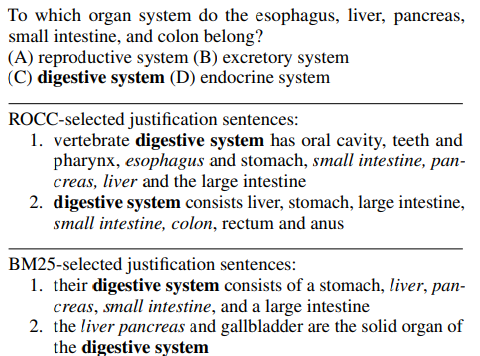 To which organ system do the esophagus, liver, pancreas,
small intestine, and colon belong?
(A) reproductive system (B) excretory system
(C) digestive system (D) endocrine system
ROCC-selected justification sentences:
1. vertebrate digestive system has oral cavity, teeth and
pharynx, esophagus and stomach, small intestine, pan-
creas, liver and the large intestine
2. digestive system consists liver, stomach, large intestine,
small intestine, colon, rectum and anus
BM25-selected justification sentences:
1. their digestive system consists of a stomach, liver, pan-
creas, small intestine, and a large intestine
2. the liver pancreas and gallbladder are the solid organ of
the digestive system